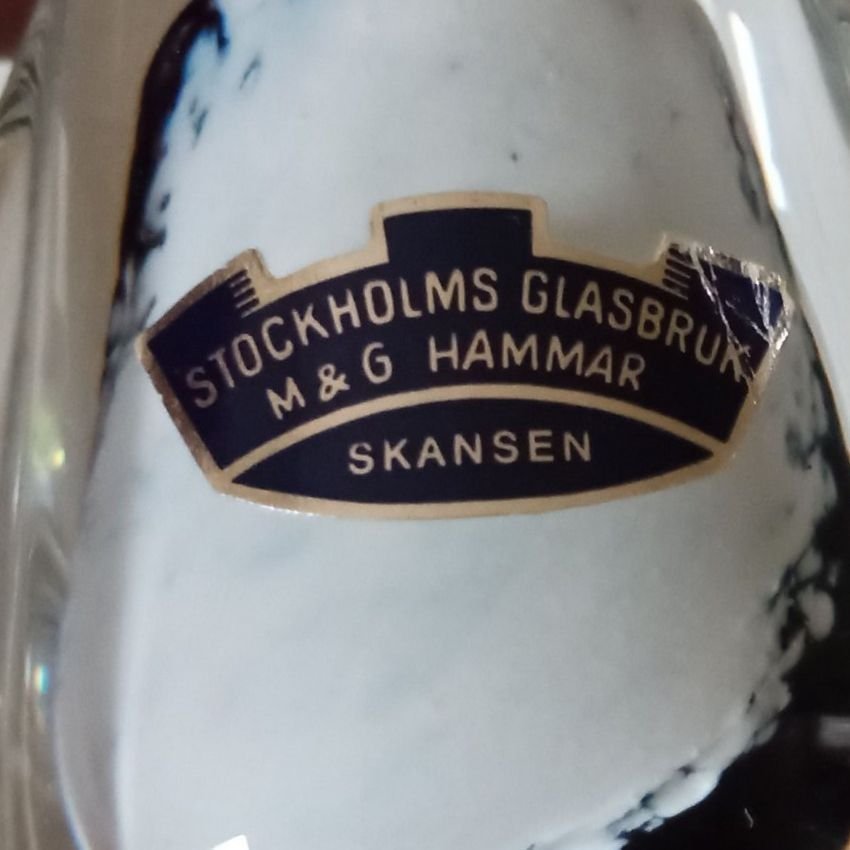 STOCKHOLMS GLASBRUK
M & G HAMMAR
SKANSEN